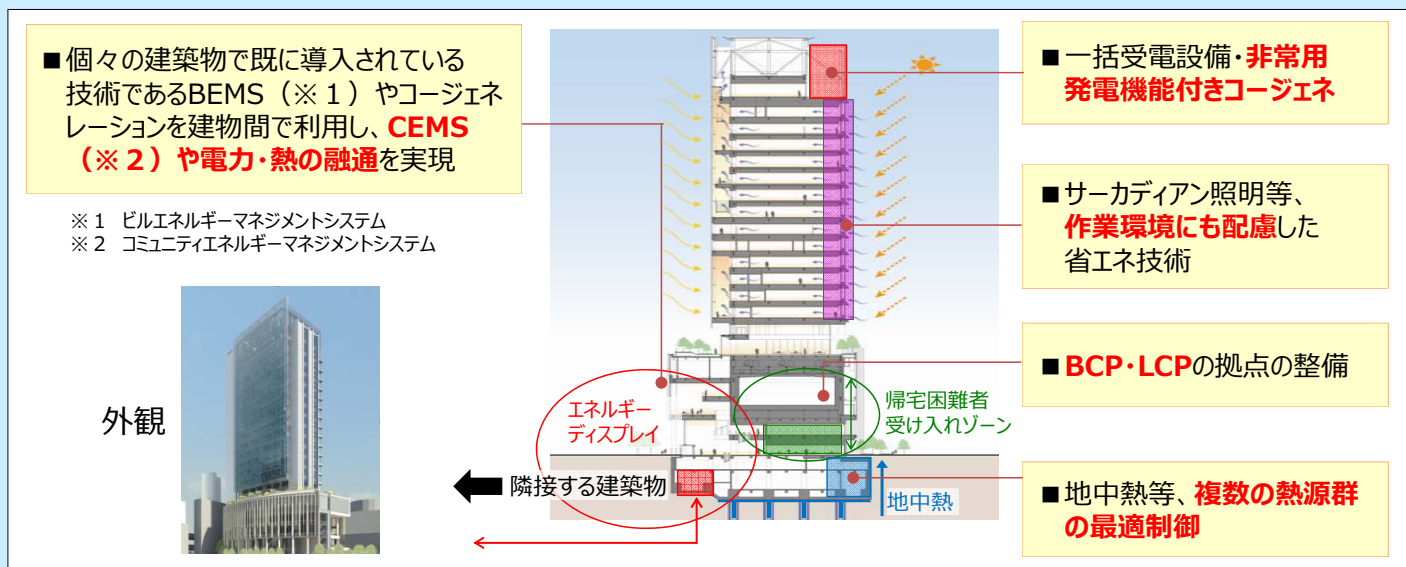 ■個々の建築物で既に導入されている
技術であるBEMS（※１）やコージェネ
レーションを建物間で利用し、CEMS
（※２）や電力・熱の融通を実現
※１　ビルエネルギーマネジメントシステム
※２　コミュニティエネルギーマネジメントシステム
外観
エネルギー
ディスプレイ
帰宅困難者
受け入れゾーン
隣接する建築物
地中熱
■一括受電設備・非常用
発電機能付きコージェネ
■サーカディアン照明等、
作業環境にも配慮した
省エネ技術
■BCP・LCPの拠点の整備
■地中熱等、複数の熱源群
の最適制御